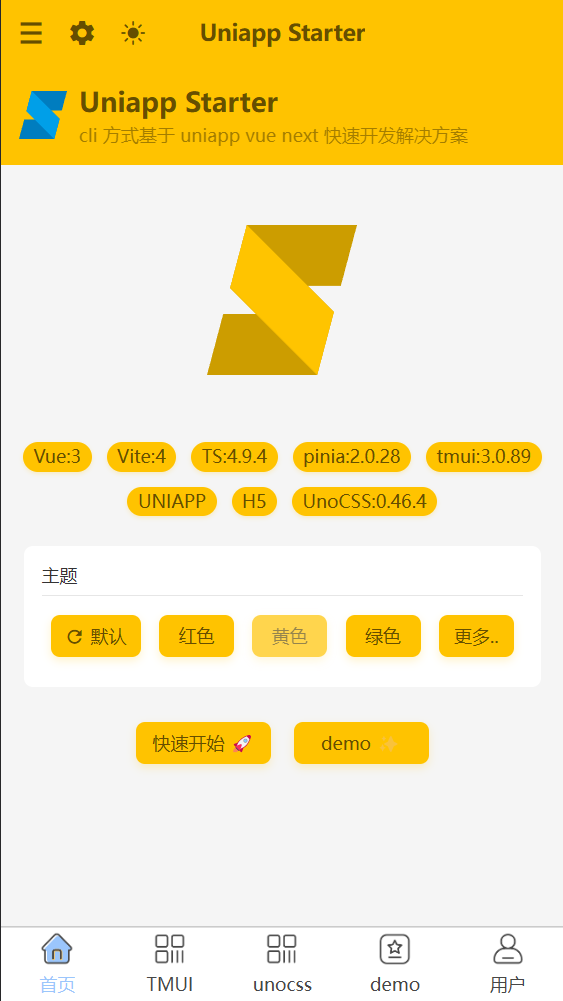 Uniapp Starter
Uniapp Starter
cli 方式基于 uniapp vue next 快速开发解决方案
Vue:3 Vite:4 TS:4.9.4 pinia:2.0.28 tmui:3.0.89
UNIAPP H5 UnoCSS:0.46.4
主题
默认 红色 黄色 绿色 更多..
快速开始 🚀 demo ✨
首页 TMUI unocss demo 用户